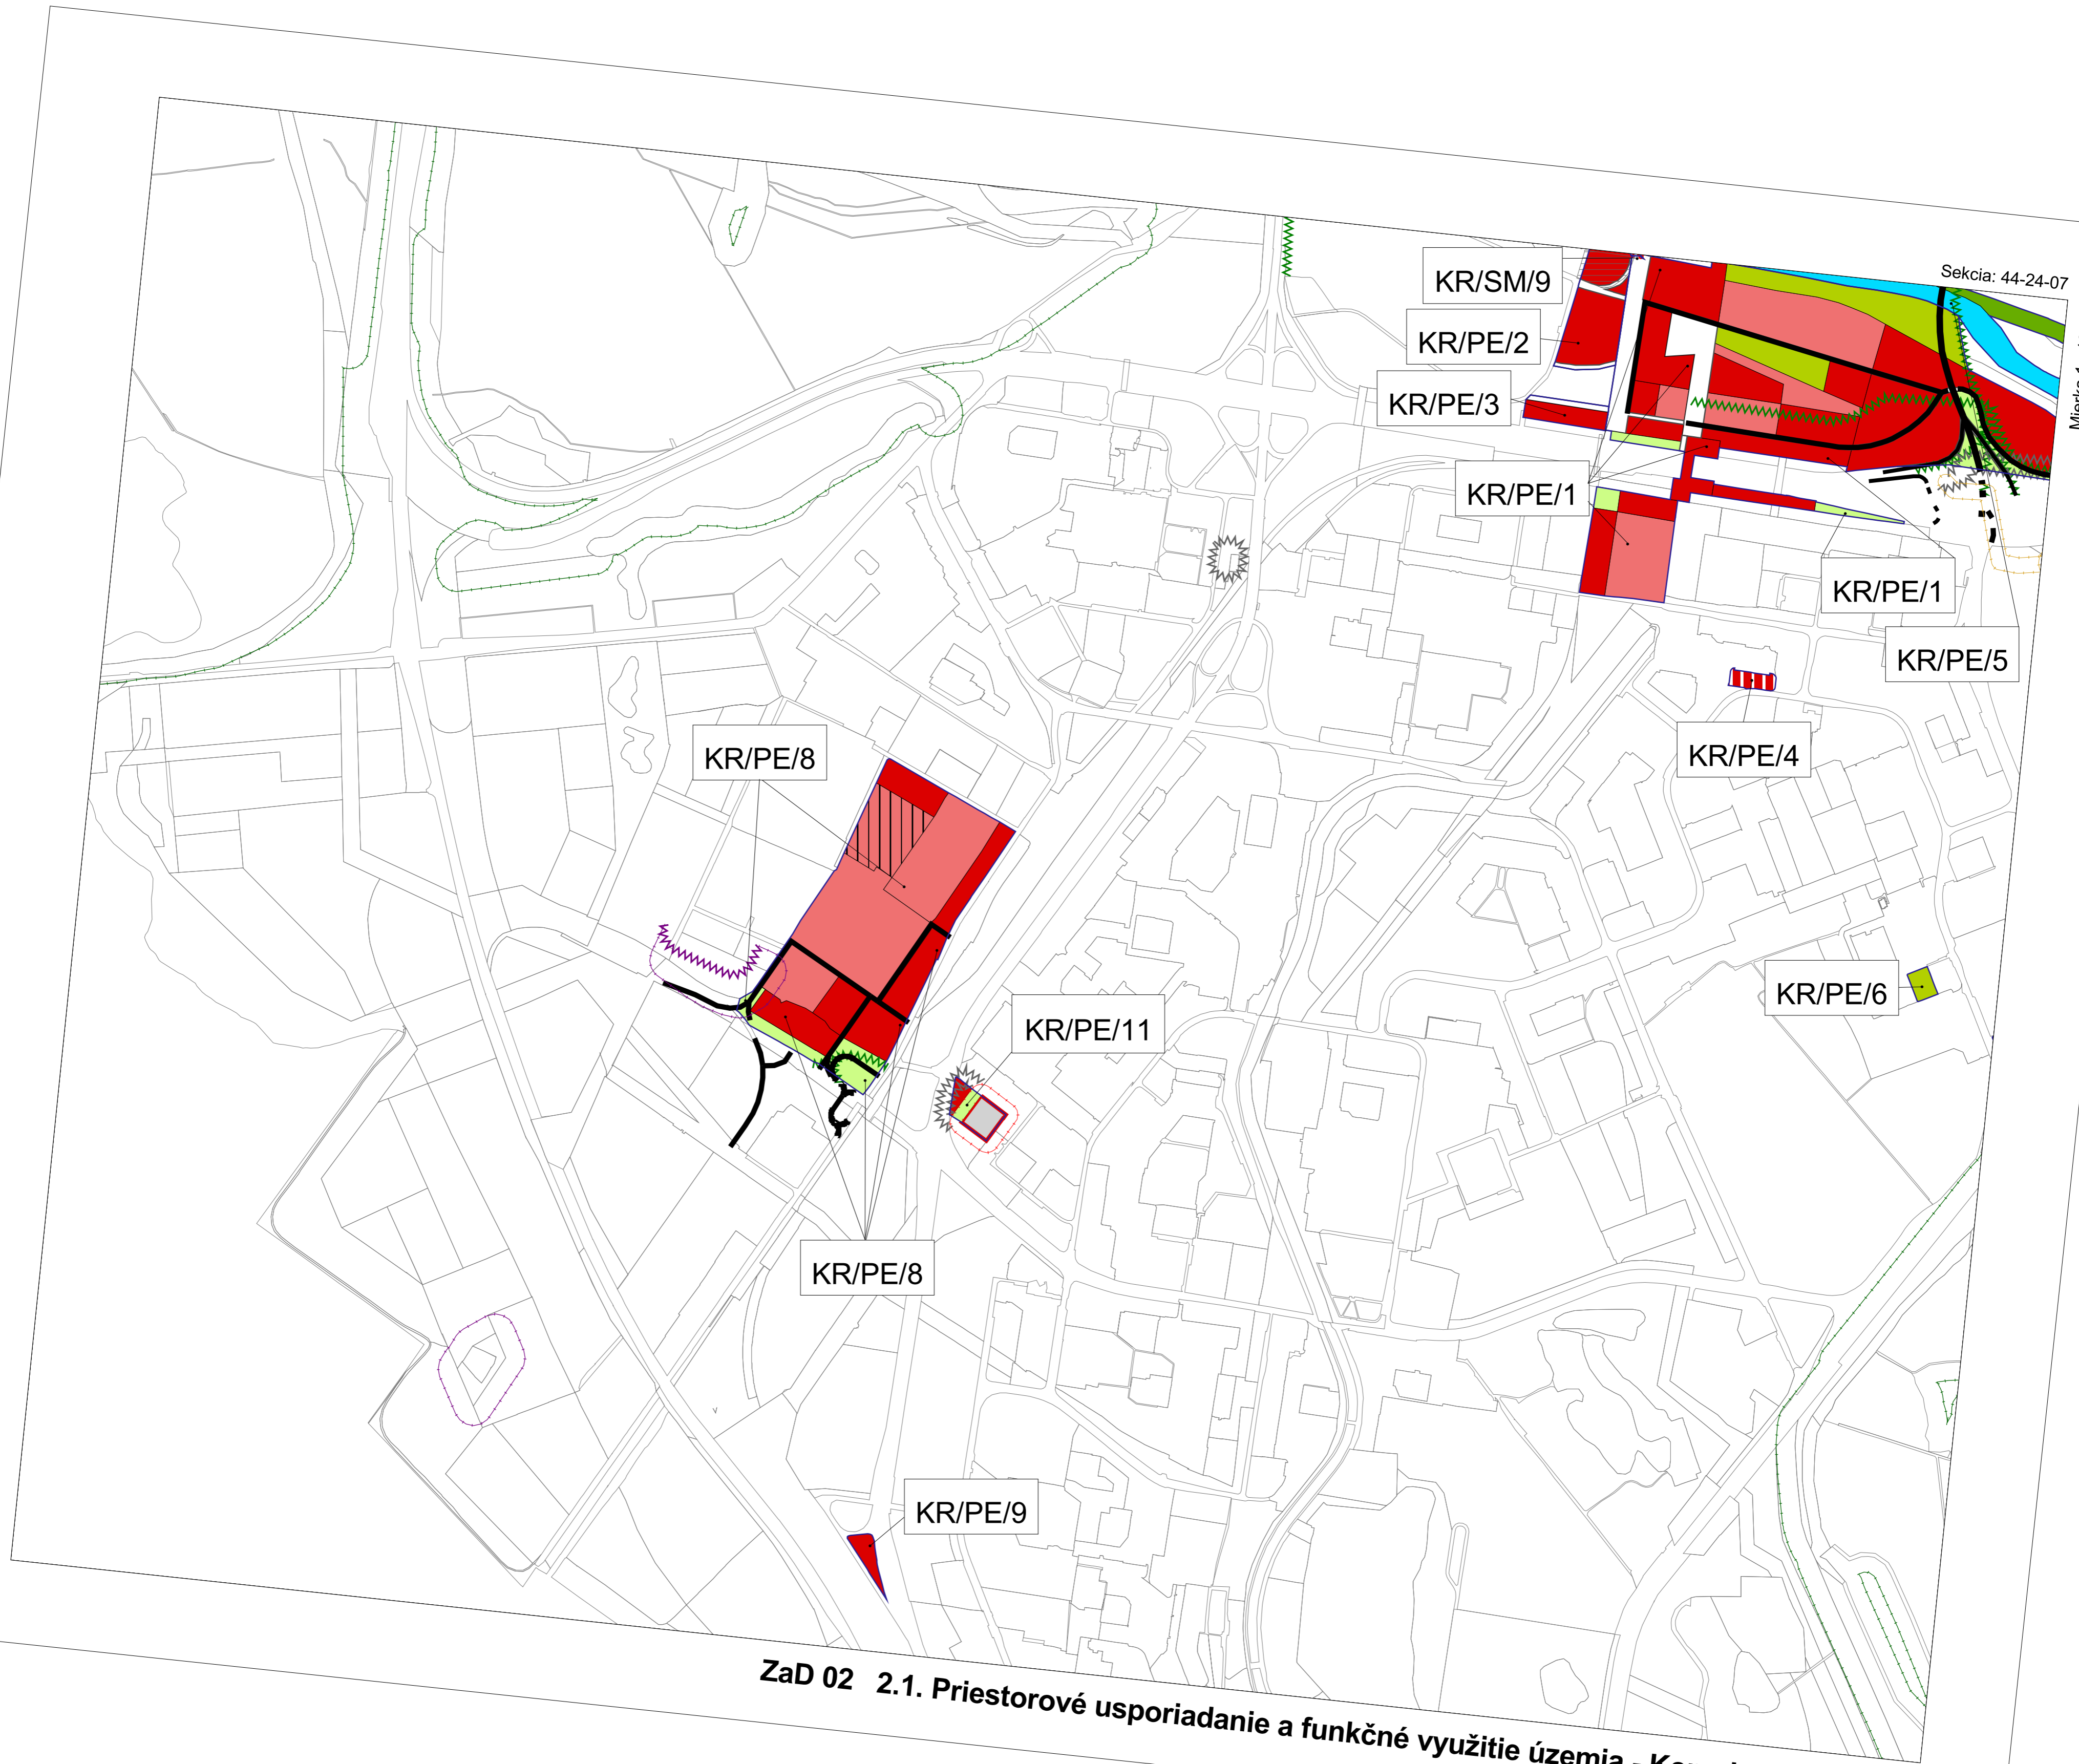 Sekcia: 44-24-07
KR/SM/9
KR/PE/2
KR/PE/3
KR/PE/1
KR/PE/1
KR/PE/5
KR/PE/4
KR/PE/8
KR/PE/6
KR/PE/11
KR/PE/8
KR/PE/9
ZaD 02 2.1. Priestorové usporiadanie a funkčné využitie územia -